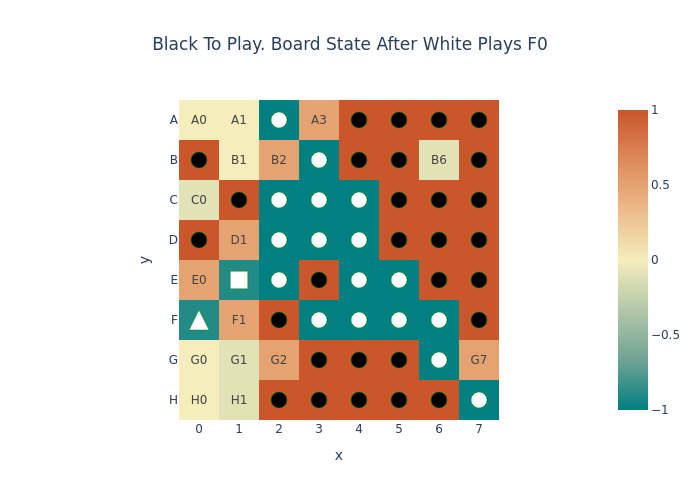 Black To Play. Board State After White Plays F0
A A0 A1 A3
B B1 B2 B6
C C0
D D1
E E0
F F1
G G0 G1 G2 G7
H H0 H1
0 1 2 3 4 5 6 7
x
y
1
0.5
0
−0.5
−1